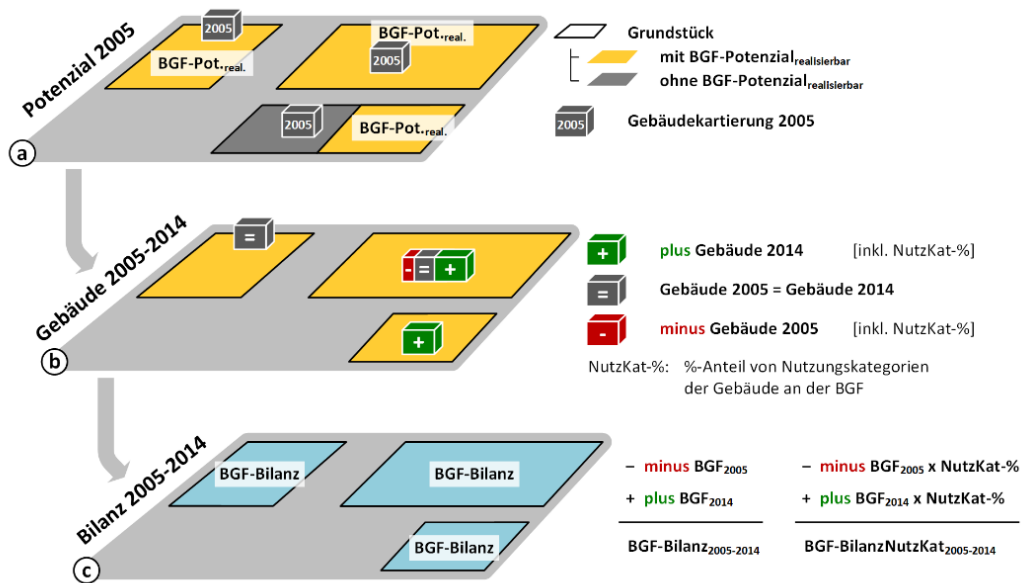 Potenzial 2005
a
2005
BGF-Pot.real.
BGF-Pot.real.
2005
2005
BGF-Pot.real.
Grundstück
mit BGF-Potenzialrealisierbar
ohne BGF-Potenzialrealisierbar
2005 Gebäudekartierung 2005
Gebäude 2005-2014
b
=
- = +
+
+ plus Gebäude 2014 [inkl. NutzKat-%]
= Gebäude 2005 = Gebäude 2014
- minus Gebäude 2005 [inkl. NutzKat-%]
NutzKat-%: %-Anteil von Nutzungskategorien
der Gebäude an der BGF
Bilanz 2005-2014
c
BGF-Bilanz
BGF-Bilanz
BGF-Bilanz
– minus BGF2005
+ plus BGF2014
BGF-Bilanz2005-2014
– minus BGF2005 x NutzKat-%
+ plus BGF2014 x NutzKat-%
BGF-BilanzNutzKat2005-2014